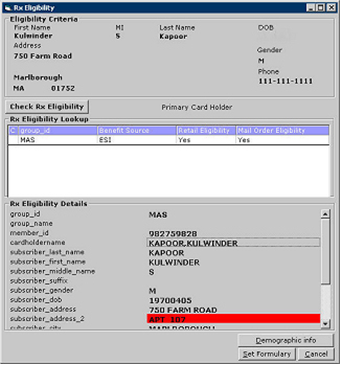 Rx Eligibility
Eligibility Criteria
First Name MI Last Name DOB
Kulwinder S Kapoor
Address Gender
750 Farm Road M
Phone
Marlborough 111-111-1111
MA 01752
Check Rx Eligibility Primary Card Holder
Rx Eligibility Lookup
C group_id Benefit Source Retail Eligibility Mail Order Eligibility
MAS ESI Yes Yes
Rx Eligibility Details
group_id MAS
group_name
member_id 982759828
cardholdername KAPOOR.KULWINDER
subscriber_last_name KAPOOR
subscriber_first_name KULWINDER
subscriber_middle_name S
subscriber_suffix
subscriber_gender M
subscriber_dob 19700405
subscriber_address 750 FARM ROAD
subscriber_address_2 APT 107
subscriber_city MARLBOROUGH
Demographic info
Set Formulary Cancel